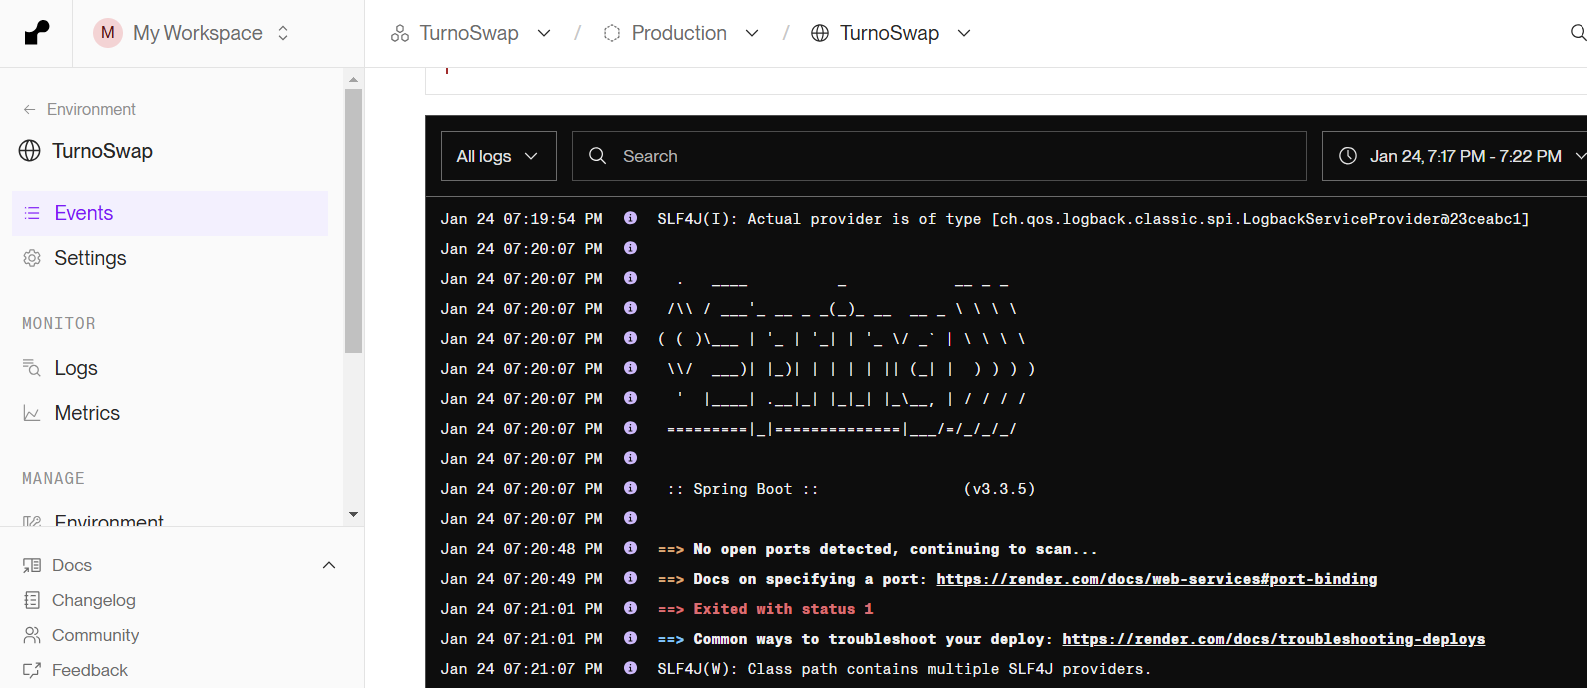 M My Workspace
TurnoSwap / Production / TurnoSwap
← Environment
TurnoSwap
Events
Settings
MONITOR
Logs
Metrics
MANAGE
Environment
Docs
Changelog
Community
Feedback
All logs
Search
Jan 24, 7:17 PM - 7:22 PM
Jan 24 07:19:54 PM SLF4J(I): Actual provider is of type [ch.qos.logback.classic.spi.LogbackServiceProvider@23ceabc1]
Jan 24 07:20:07 PM
Jan 24 07:20:07 PM   .   ____          _            __ _ _
Jan 24 07:20:07 PM  /\\ / ___'_ __ _ _(_)_ __  __ _ \ \ \ \
Jan 24 07:20:07 PM ( ( )\___ | '_ | '_| | '_ \/ _` | \ \ \ \
Jan 24 07:20:07 PM  \\/  ___)| |_)| | | | | || (_| |  ) ) ) )
Jan 24 07:20:07 PM   '  |____| .__|_| |_|_| |_\__, | / / / /
Jan 24 07:20:07 PM  =========|_|==============|___/=/_/_/_/
Jan 24 07:20:07 PM
Jan 24 07:20:07 PM  :: Spring Boot ::                (v3.3.5)
Jan 24 07:20:07 PM
Jan 24 07:20:48 PM ==> No open ports detected, continuing to scan...
Jan 24 07:20:49 PM ==> Docs on specifying a port: https://render.com/docs/web-services#port-binding
Jan 24 07:21:01 PM ==> Exited with status 1
Jan 24 07:21:01 PM ==> Common ways to troubleshoot your deploy: https://render.com/docs/troubleshooting-deploys
Jan 24 07:21:07 PM SLF4J(W): Class path contains multiple SLF4J providers.